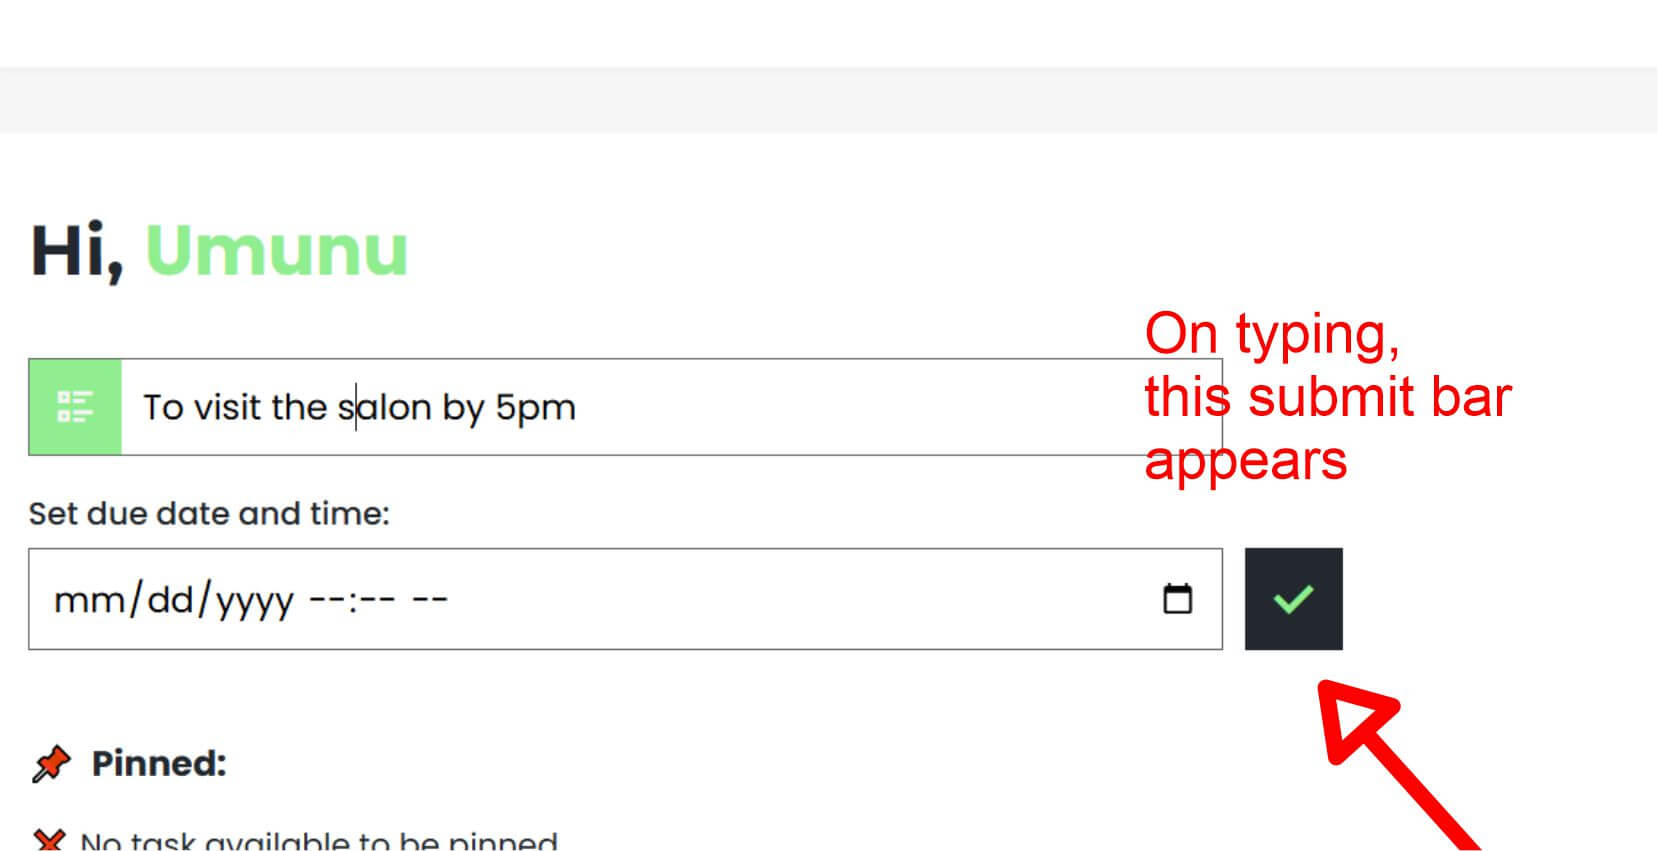 Hi, Umunu
On typing,
this submit bar
appears
To visit the salon by 5pm
Set due date and time:
mm/dd/yyyy --:-- --
Pinned:
No task available to be pinned